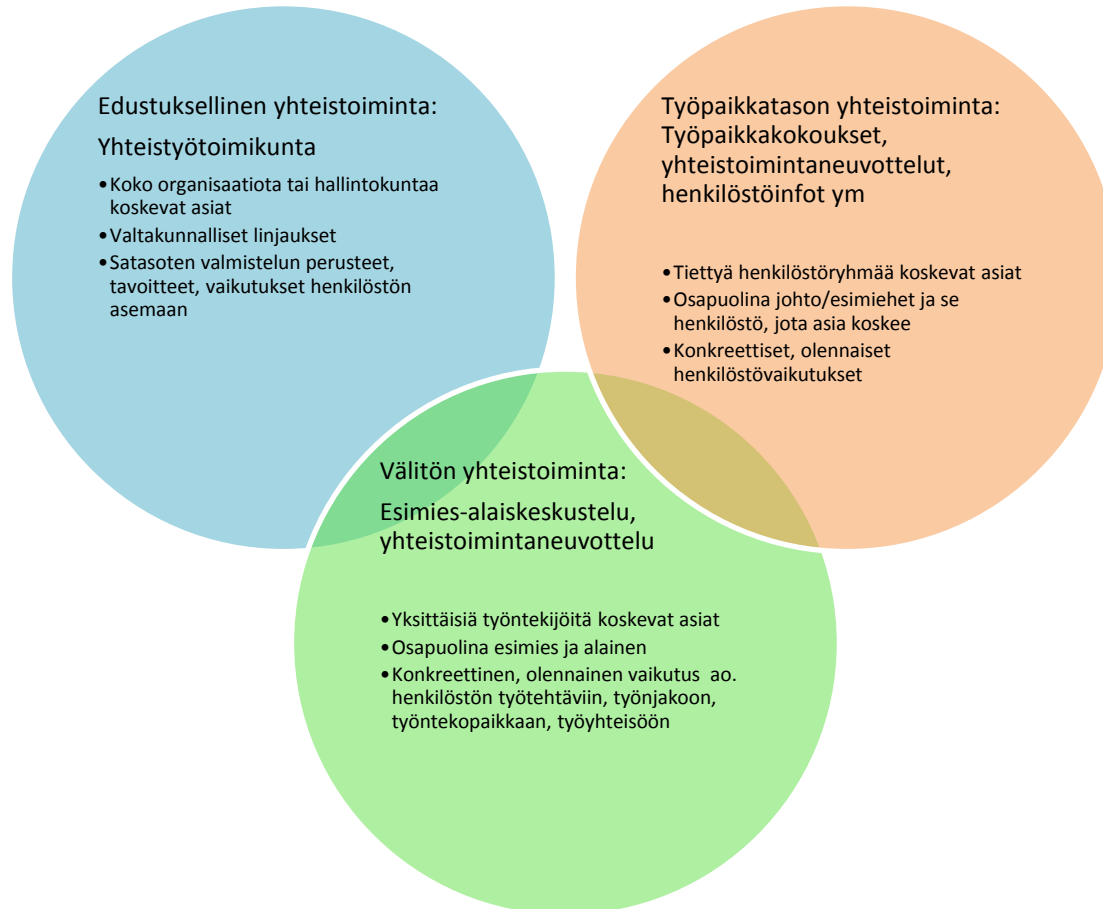 Edustuksellinen yhteistoiminta:
Yhteistyötoimikunta
•Koko organisaatiota tai hallintokuntaa
koskevat asiat
•Valtakunnalliset linjaukset
•Satasoten valmistelun perusteet,
tavoitteet, vaikutukset henkilöstön
asemaan
Työpaikkatason yhteistoiminta:
Työpaikkakokoukset,
yhteistoimintaneuvottelut,
henkilöstöinfot ym
•Tiettyä henkilöstöryhmää koskevat asiat
•Osapuolina johto/esimiehet ja se
henkilöstö, jota asia koskee
•Konkreettiset, olennaiset
henkilöstövaikutukset
Välitön yhteistoiminta:
Esimies-alaiskeskustelu,
yhteistoimintaneuvottelu
•Yksittäisiä työntekijöitä koskevat asiat
•Osapuolina esimies ja alainen
•Konkreettinen, olennainen vaikutus ao.
henkilöstön työtehtäviin, työnjakoon,
työntekopaikkaan, työyhteisöön